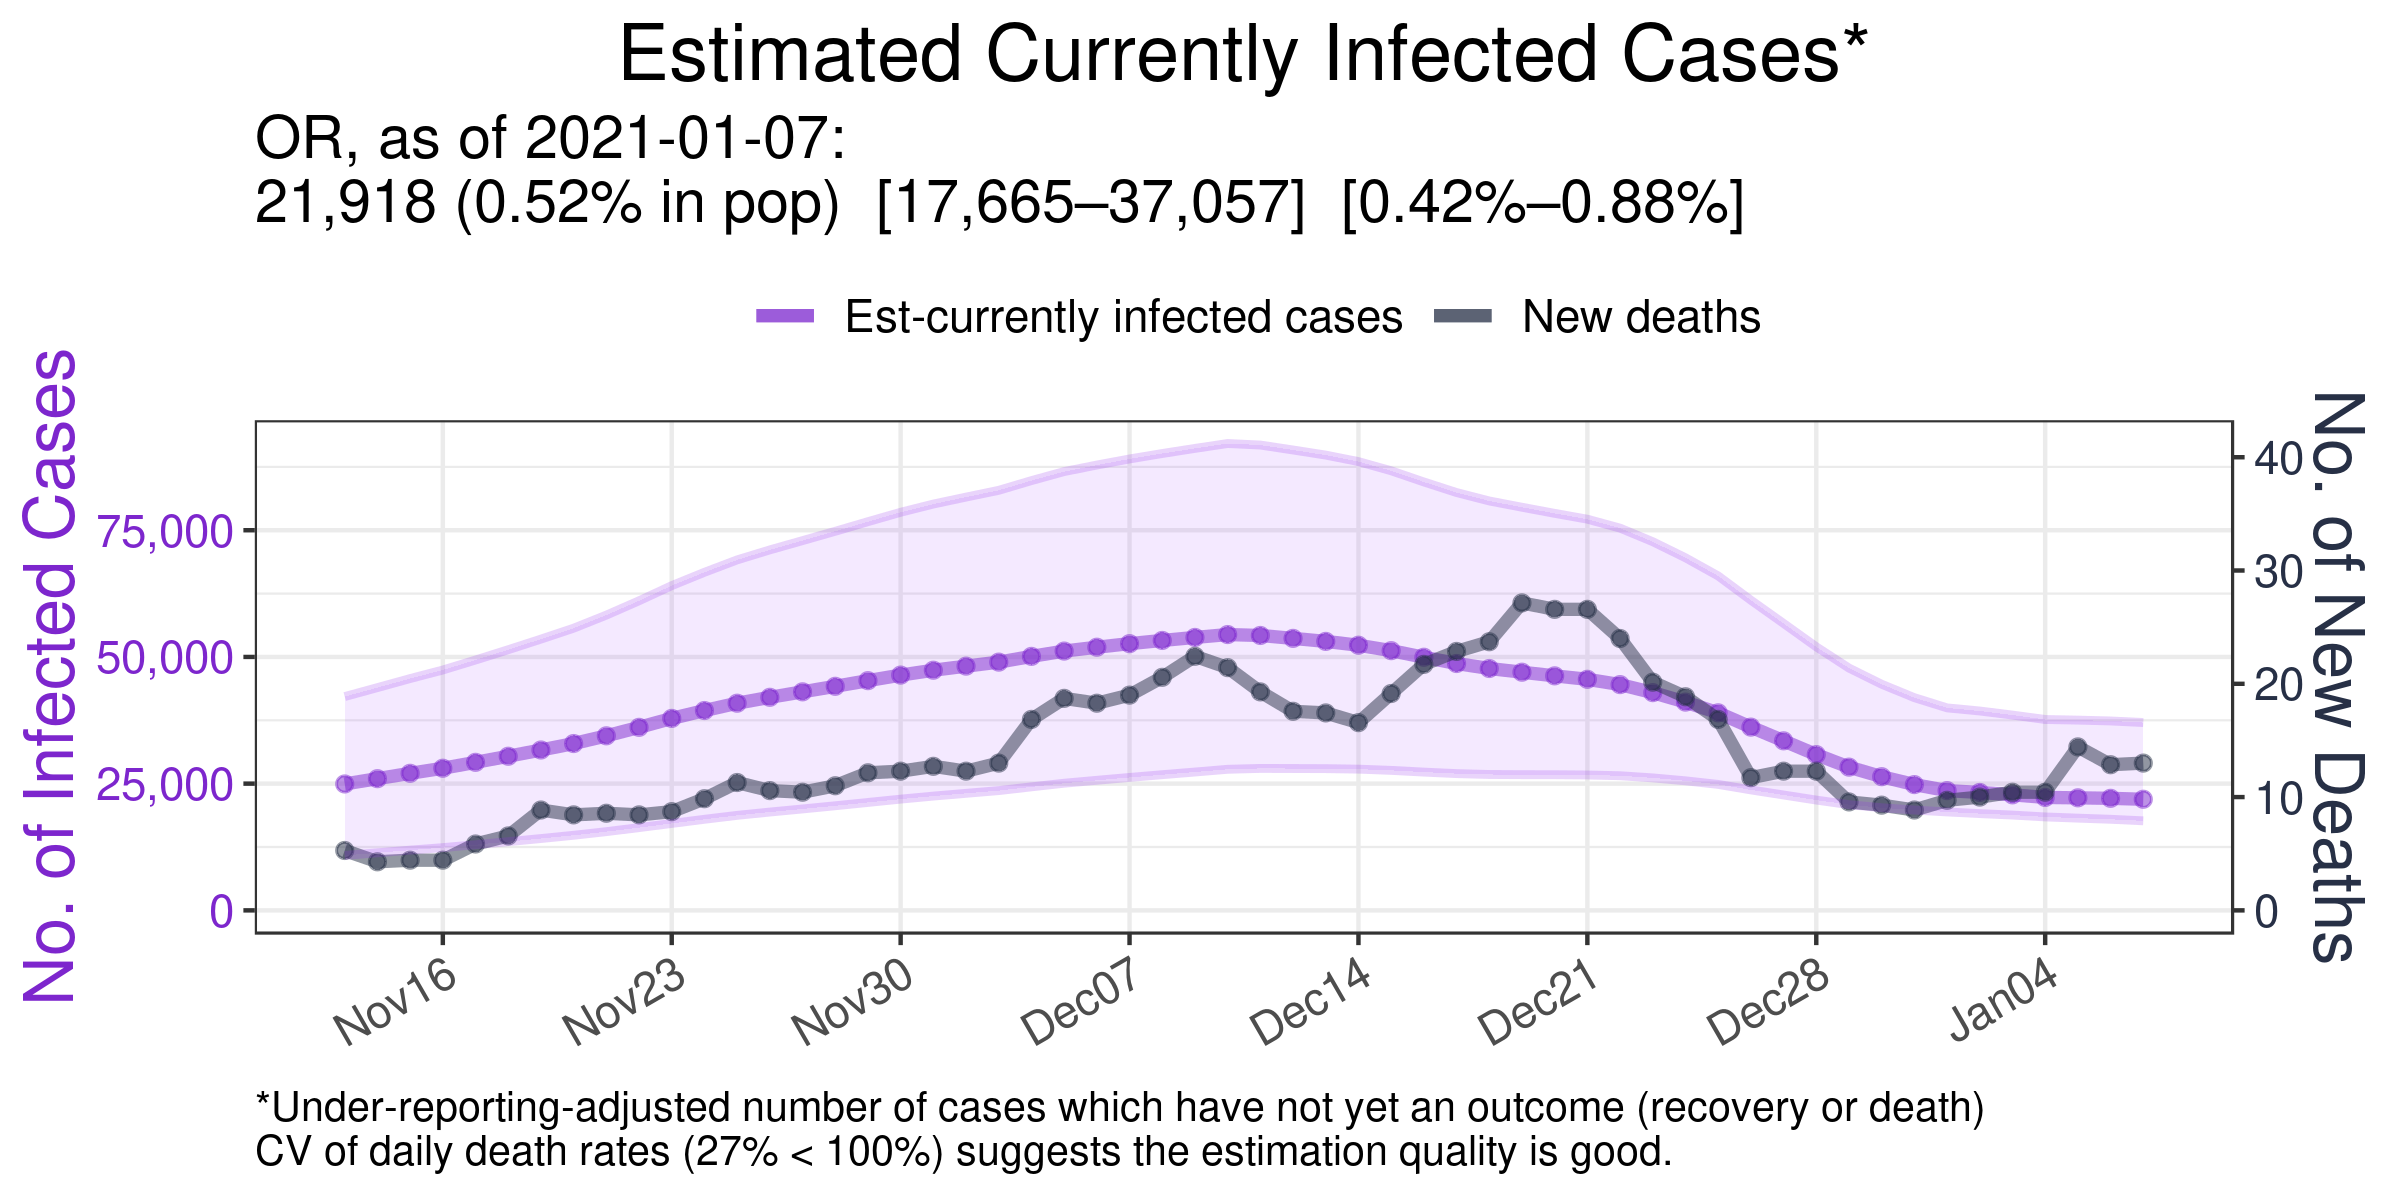 Estimated Currently Infected Cases*
OR, as of 2021-01-07:
21,918 (0.52% in pop)  [17,665–37,057]  [0.42%–0.88%]
Est-currently infected cases
New deaths
No. of Infected Cases
75,000
50,000
25,000
0
40
30
20
10
0
No. of New Deaths
Nov16
Nov23
Nov30
Dec07
Dec14
Dec21
Dec28
Jan04
*Under-reporting-adjusted number of cases which have not yet an outcome (recovery or death)
CV of daily death rates (27% < 100%) suggests the estimation quality is good.